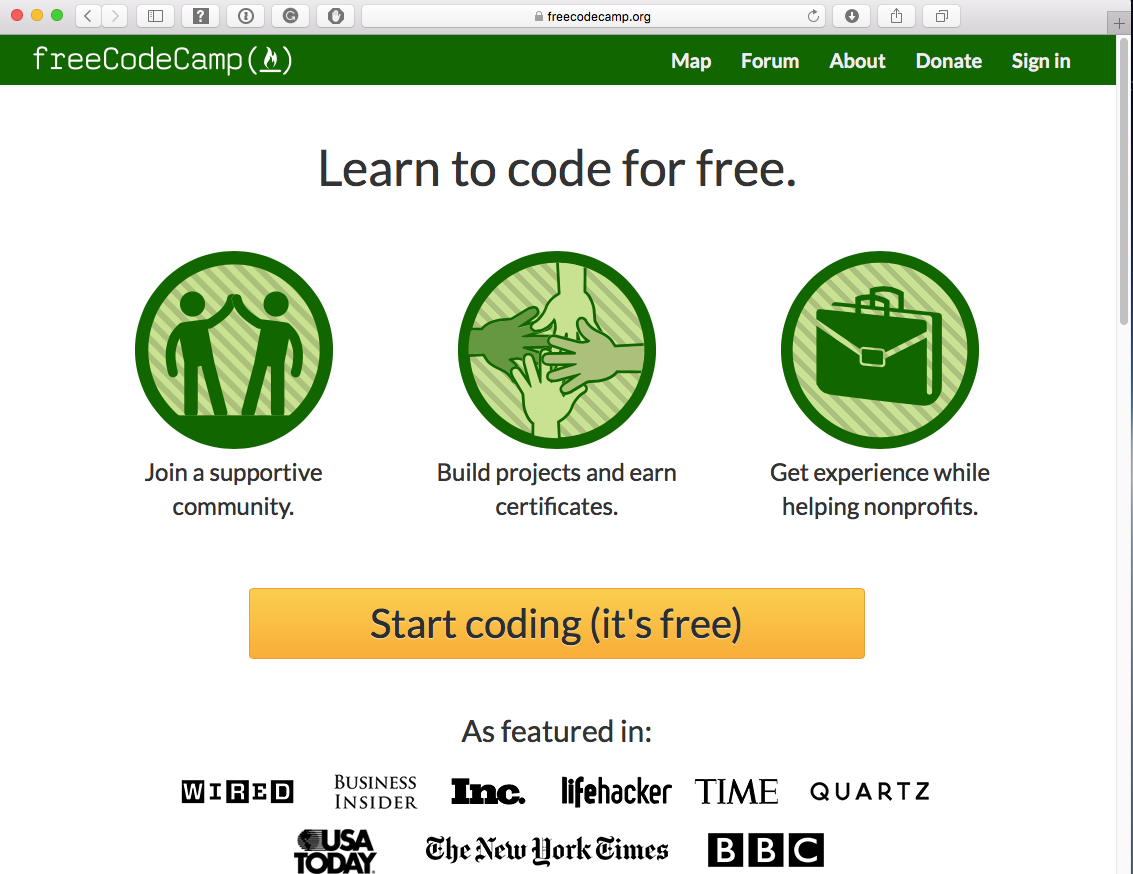 freecodecamp.org
freeCodeCamp( )
Map Forum About Donate Sign in
Learn to code for free.
Join a supportive
community.
Build projects and earn
certificates.
Get experience while
helping nonprofits.
Start coding (it's free)
As featured in:
WIRED
BUSINESS
INSIDER
Inc.
lifehacker
TIME
QUARTZ
USA
TODAY
The New York Times
BBC